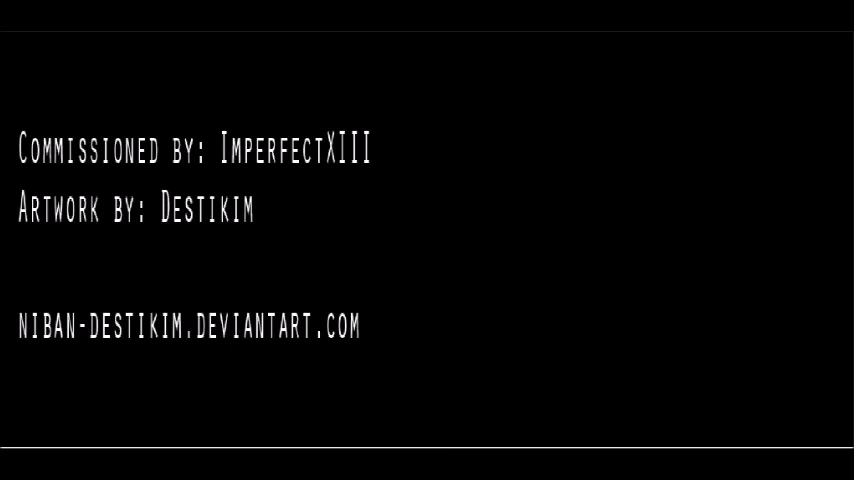 Commissioned by: ImperfectXIII
Artwork by: Destikim
niban-destikim.deviantart.com